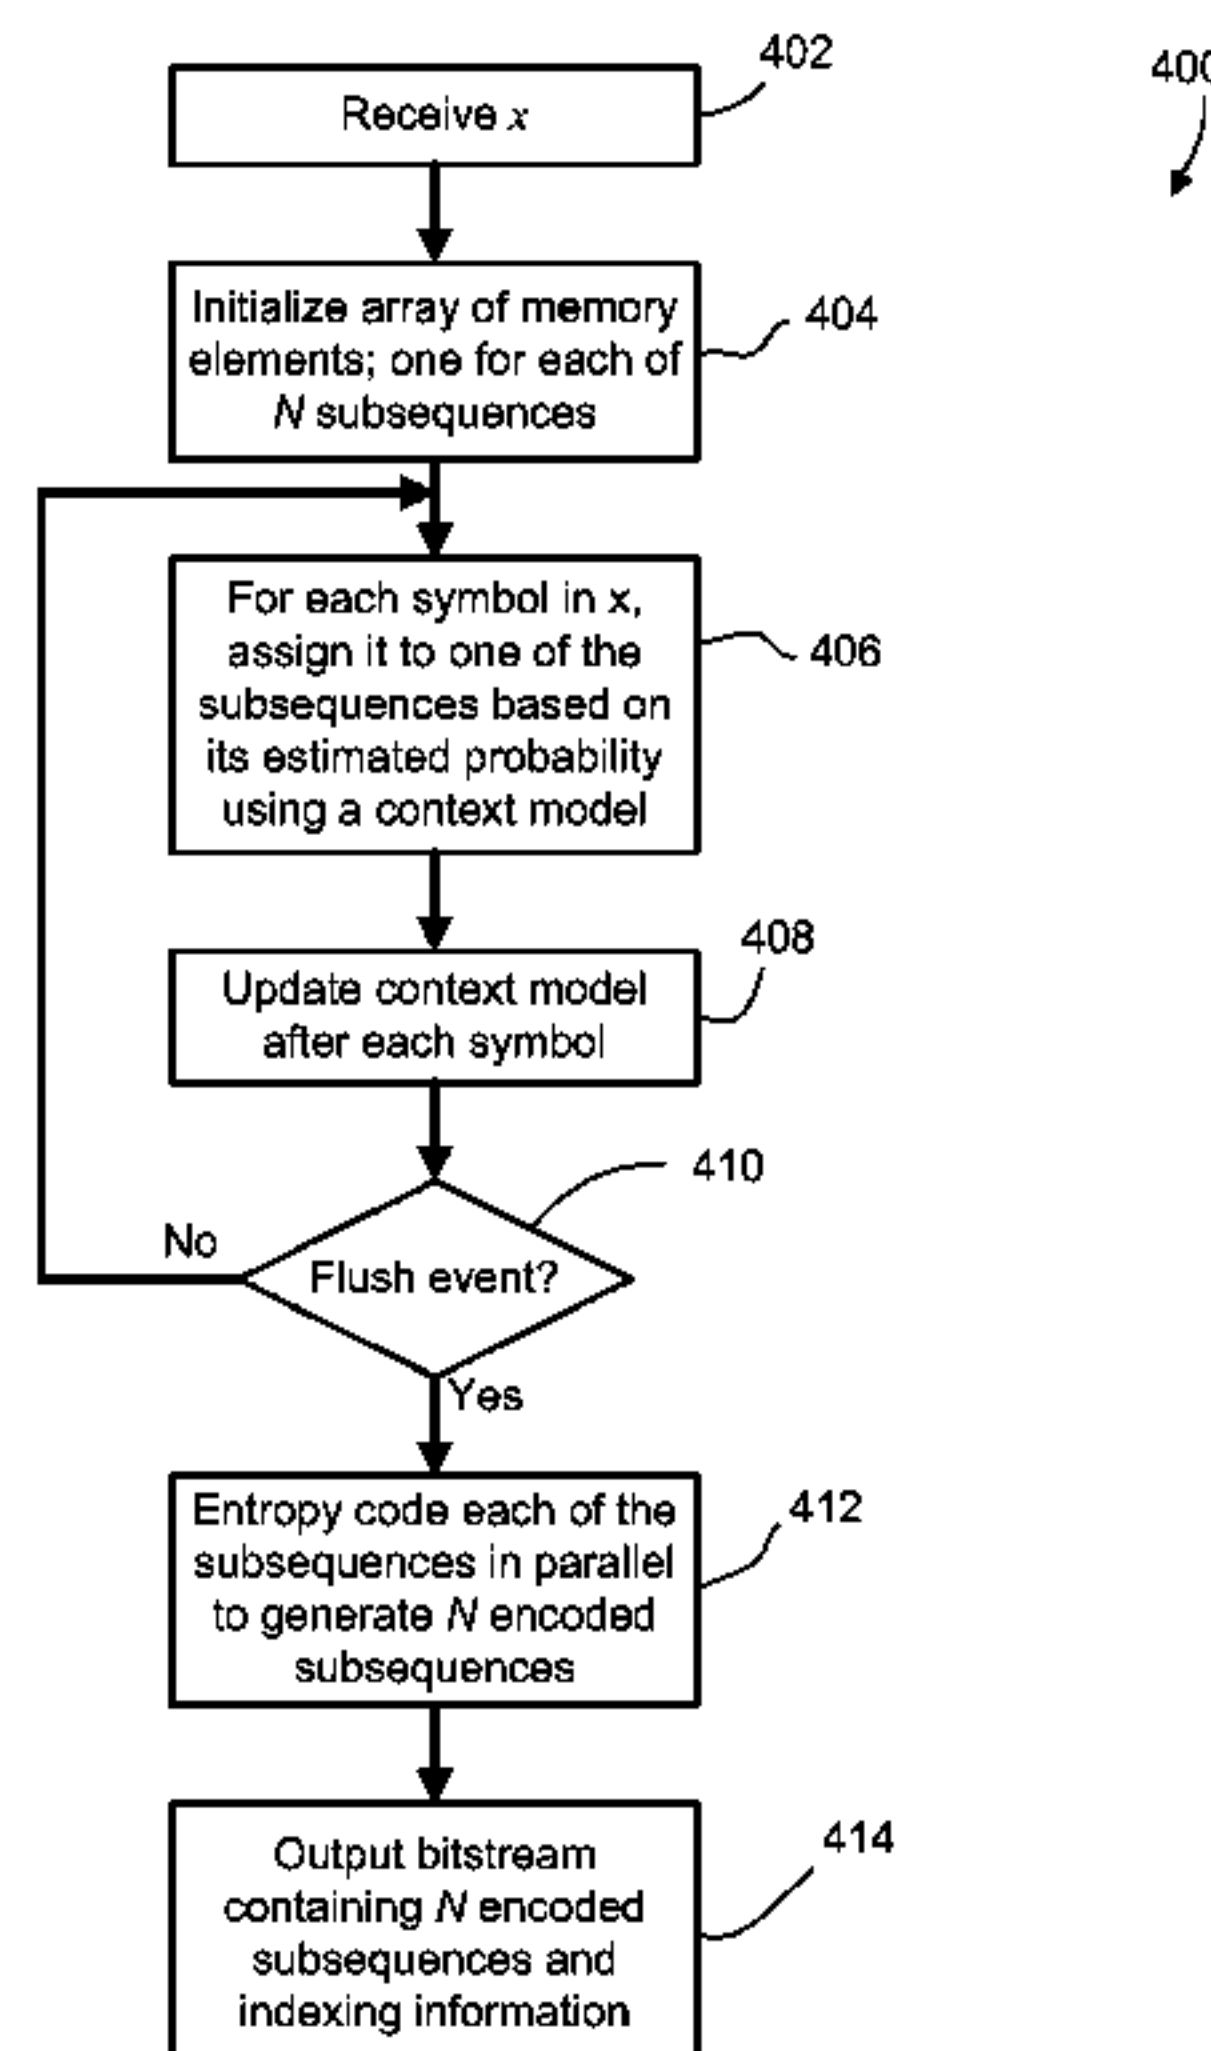 402
400
Receive x
Initialize array of memory
elements; one for each of
N subsequences
404
For each symbol in x,
assign it to one of the
subsequences based on
its estimated probability
using a context model
406
408
Update context model
after each symbol
410
No
Flush event?
Yes
Entropy code each of the
subsequences in parallel
to generate N encoded
subsequences
412
Output bitstream
containing N encoded
subsequences and
indexing information
414